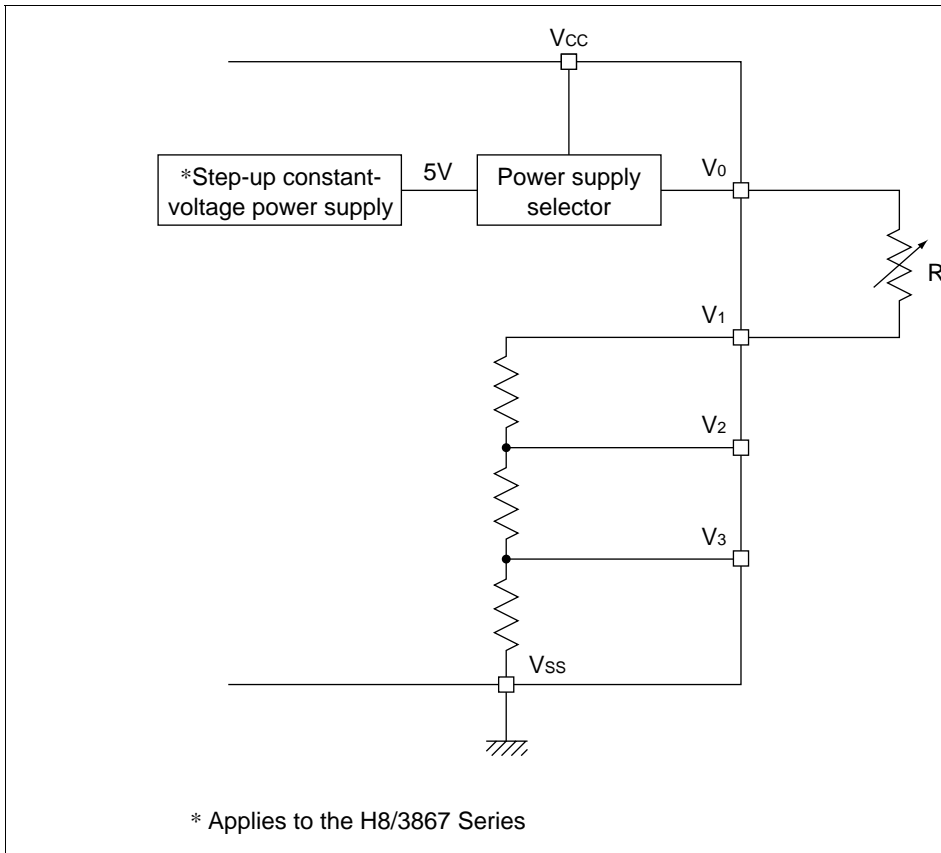 VCC
*Step-up constant-
voltage power supply
5V
Power supply
selector
V0
R
V1
V2
V3
VSS
* Applies to the H8/3867 Series